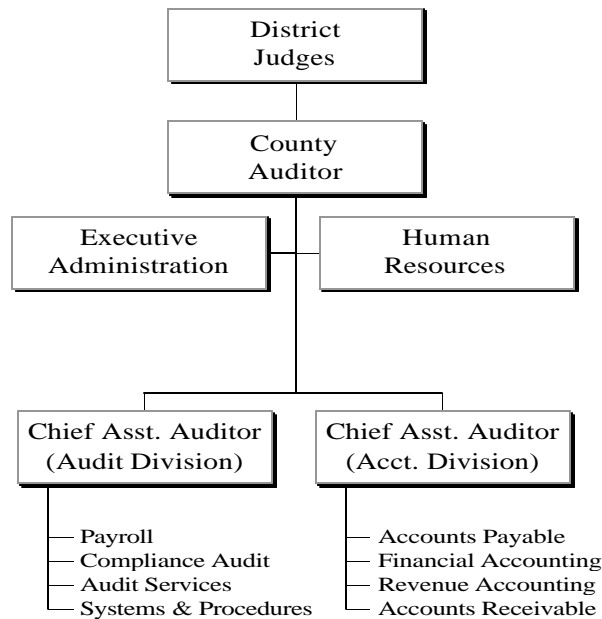 District
Judges
County
Auditor
Executive
Administration
Human
Resources
Chief Asst. Auditor
(Audit Division)
Chief Asst. Auditor
(Acct. Division)
Payroll
Compliance Audit
Audit Services
Systems & Procedures
Accounts Payable
Financial Accounting
Revenue Accounting
Accounts Receivable